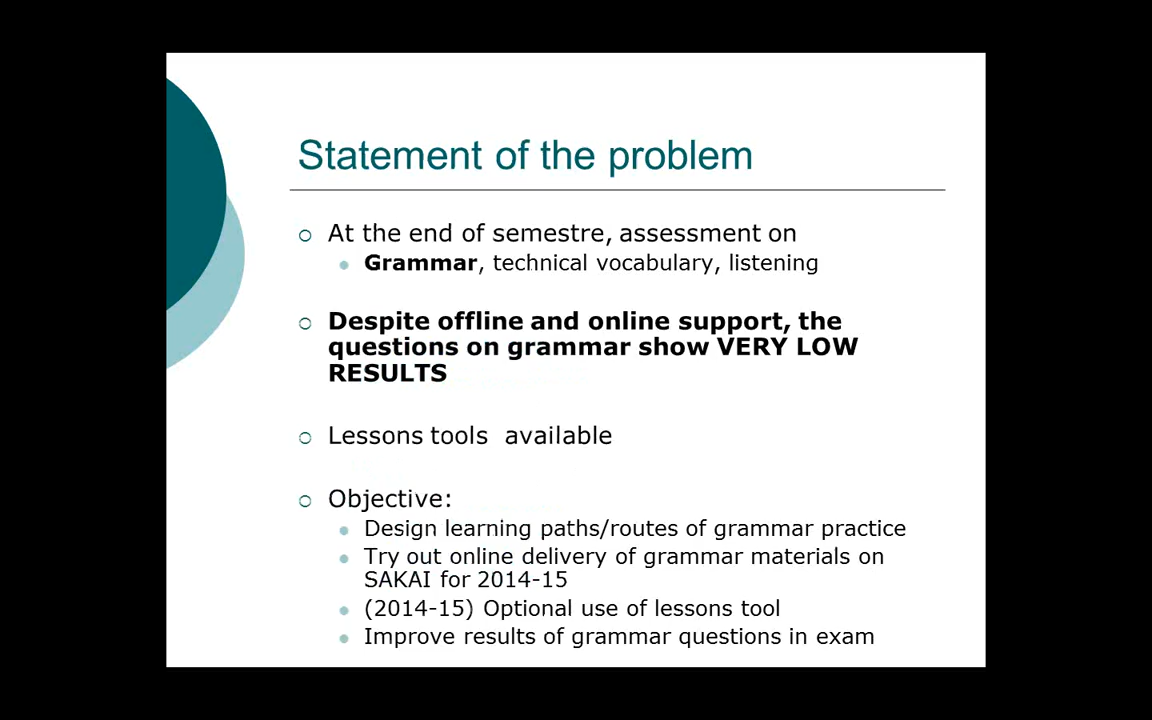 Statement of the problem
At the end of semestre, assessment on
Grammar, technical vocabulary, listening
Despite offline and online support, the
questions on grammar show VERY LOW
RESULTS
Lessons tools available
Objective:
Design learning paths/routes of grammar practice
Try out online delivery of grammar materials on
SAKAI for 2014-15
(2014-15) Optional use of lessons tool
Improve results of grammar questions in exam